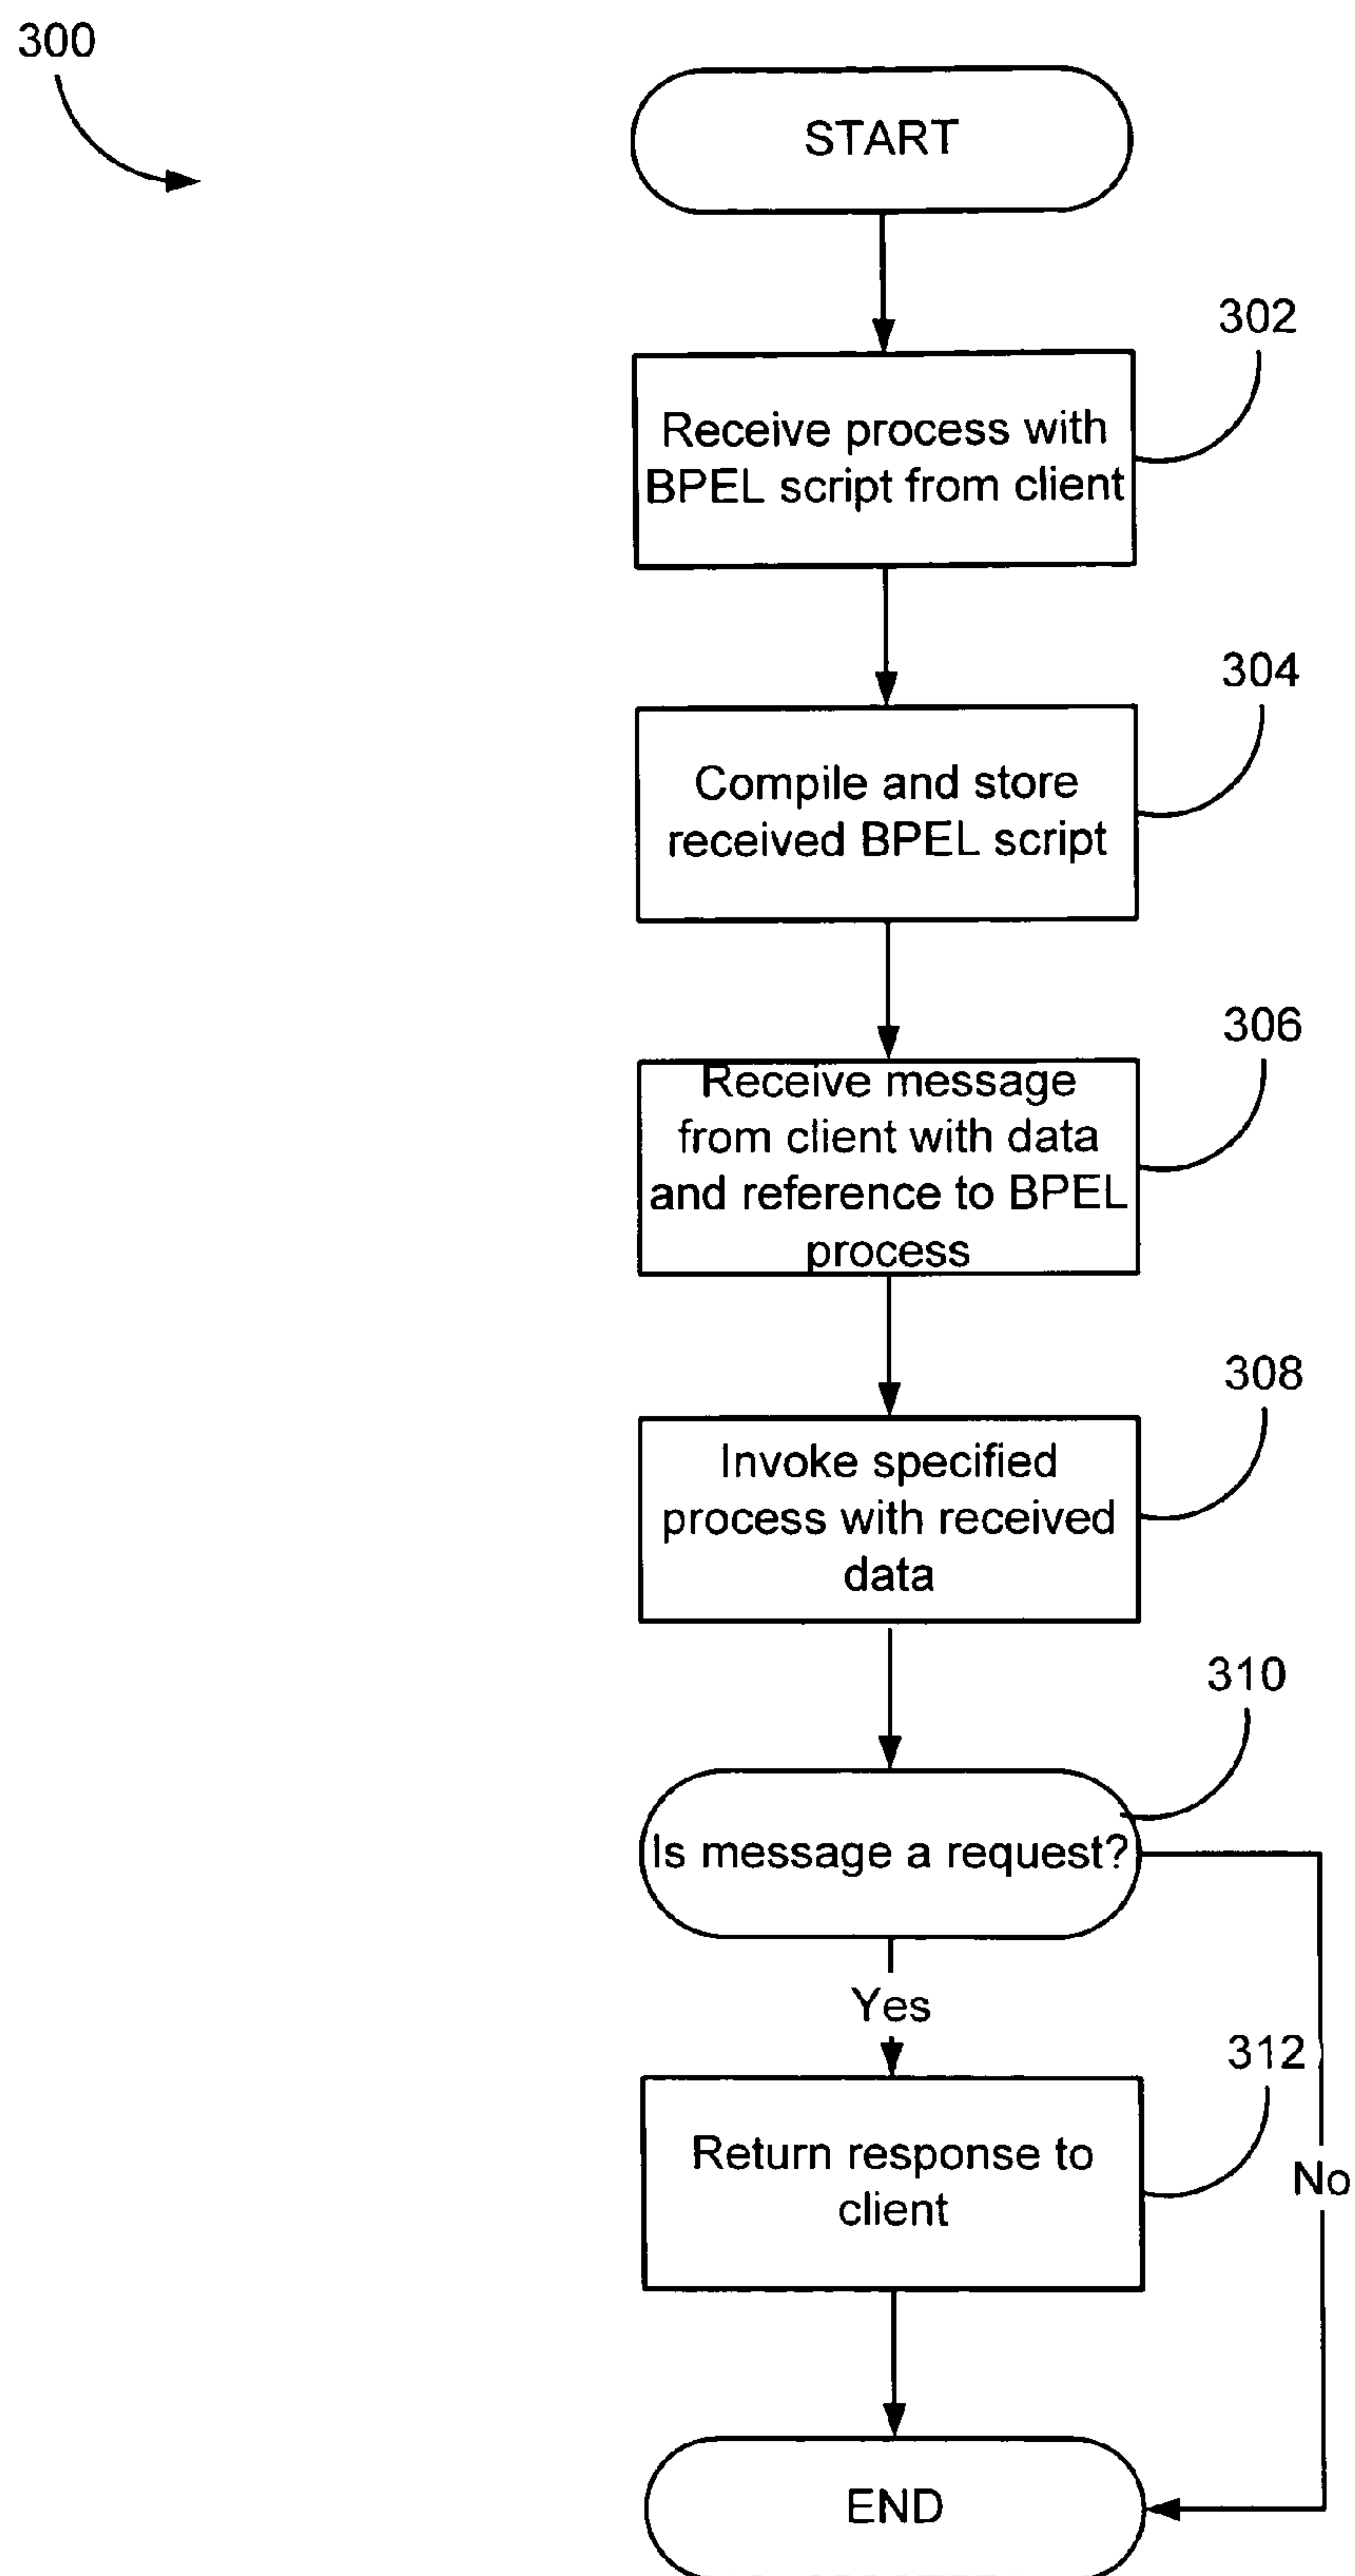 300
START
302
Receive process with
BPEL script from client
304
Compile and store
received BPEL script
306
Receive message
from client with data
and reference to BPEL
process
308
Invoke specified
process with received
data
310
Is message a request?
Yes
312
Return response to
client
No
END